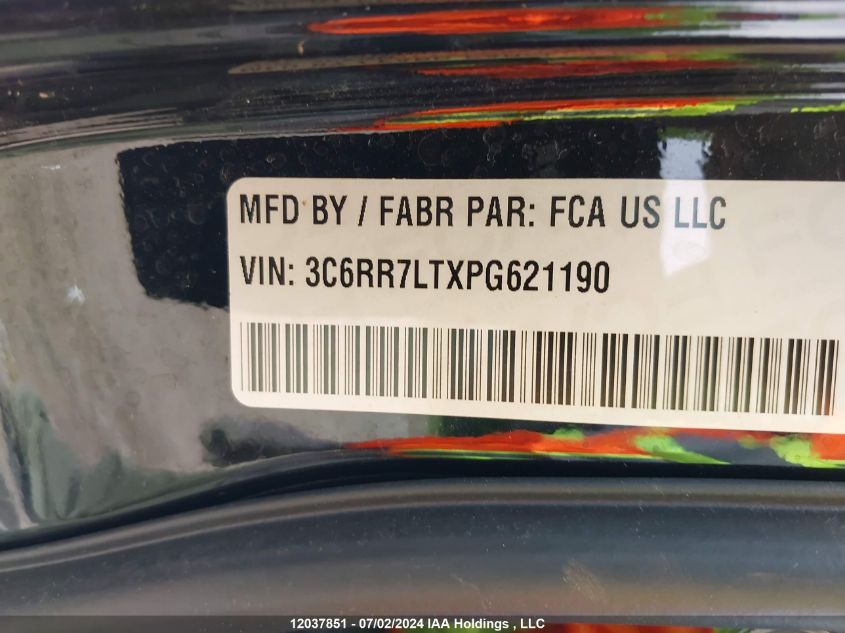 MFD BY / FABR PAR: FCA US LLC
VIN: 3C6RR7LTXPG621190
12037851 - 07/02/2024 IAA Holdings , LLC